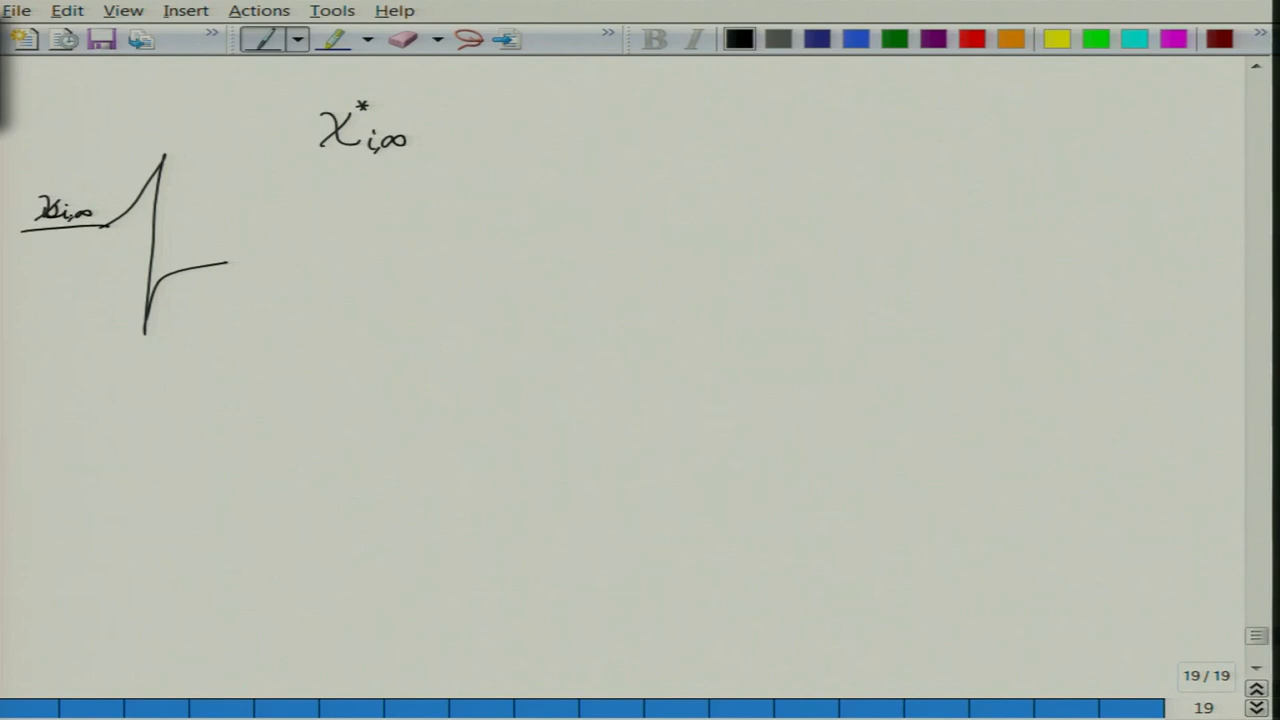 File Edit View Insert Actions Tools Help
B I
x*i,∞
xi,∞
19 / 19
19